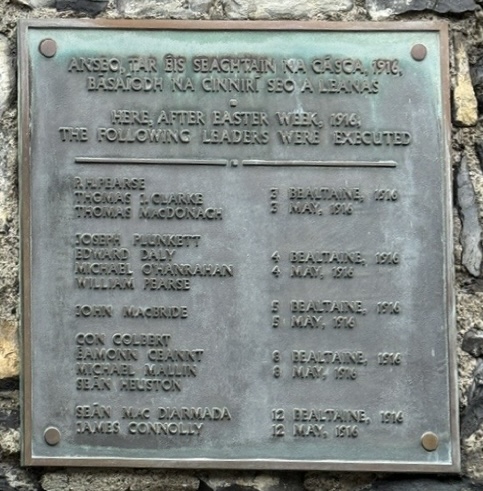 ANSEO, TAR ÉIS SEACHTAIN NA CÁSCA, 1916,
BÁSAÍODH NA CINNIRÍ SEO A LEANAS
HERE, AFTER EASTER WEEK, 1916,
THE FOLLOWING LEADERS WERE EXECUTED
P.H.PEARSE
THOMAS J.CLARKE 3 BEALTAINE, 1916
THOMAS MACDONAGH 3 MAY, 1916
JOSEPH PLUNKETT
EDWARD DALY 4 BEALTAINE, 1916
MICHAEL O'HANRAHAN 4 MAY, 1916
WILLIAM PEARSE
JOHN MACBRIDE 5 BEALTAINE, 1916
5 MAY, 1916
CON COLBERT
ÉAMONN CEANNT 8 BEALTAINE, 1916
MICHAEL MALLIN 8 MAY, 1916
SEÁN HEUSTON
SEÁN MAC DIARMADA 12 BEALTAINE, 1916
JAMES CONNOLLY 12 MAY, 1916